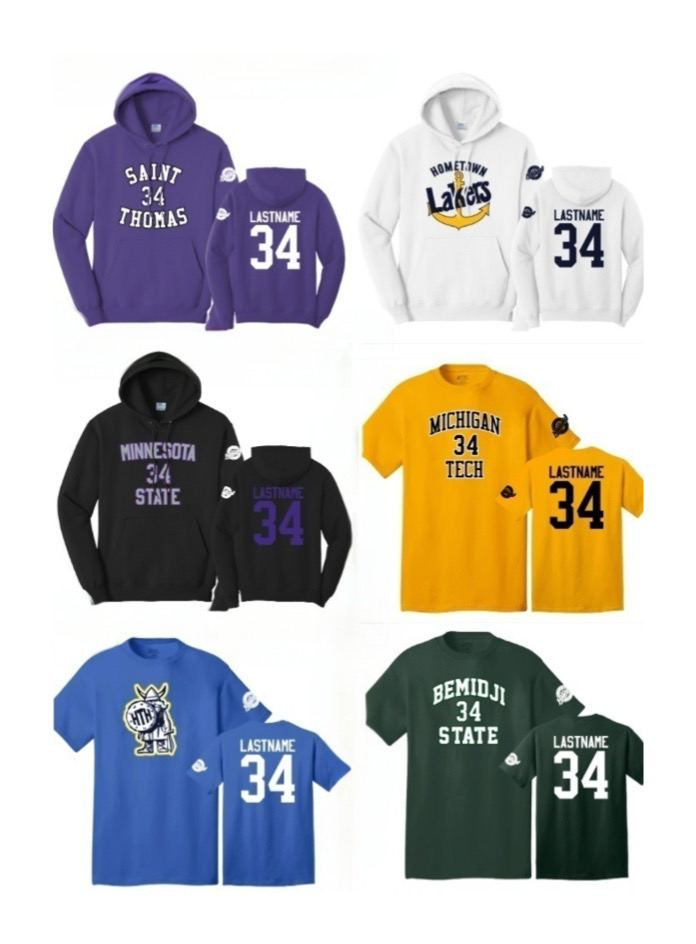 SAINT
34
THOMAS
LASTNAME
34
HOMETOWN
Lakers
LASTNAME
34
MINNESOTA
34
STATE
LASTNAME
34
MICHIGAN
34
TECH
LASTNAME
34
HTH
LASTNAME
34
BEMIDJI
34
STATE
LASTNAME
34